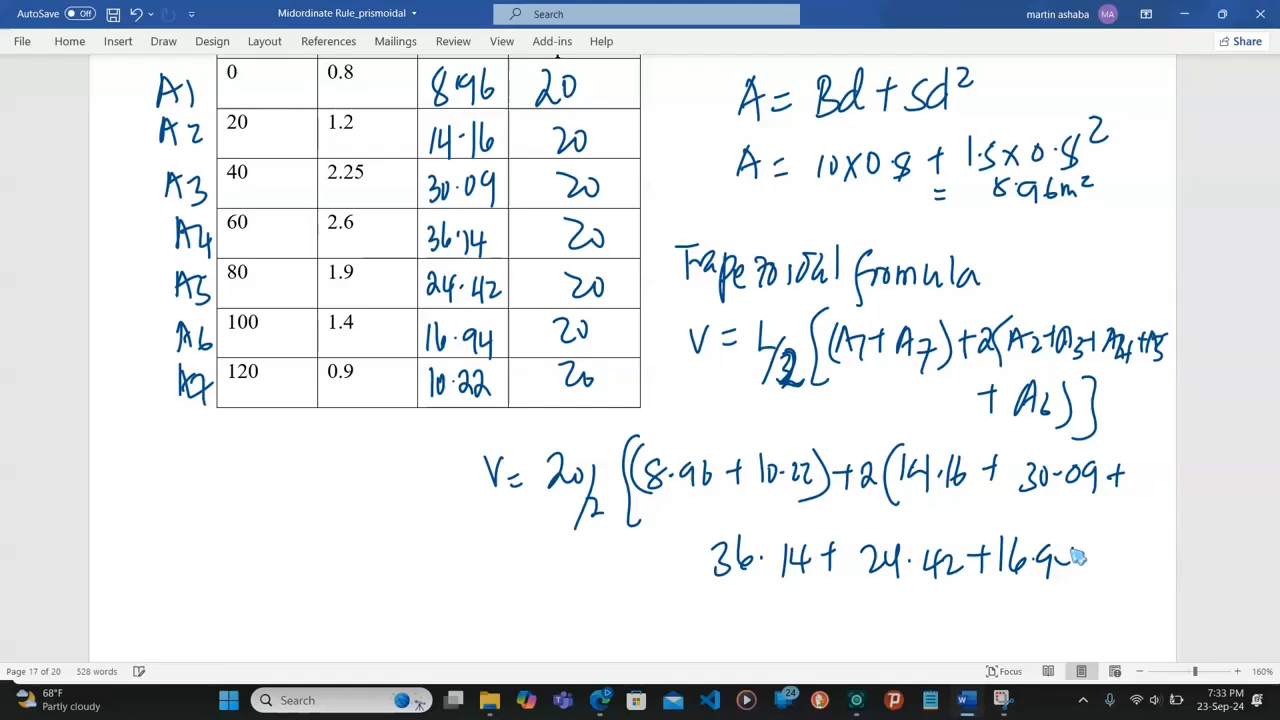 AutoSave Off Midordinate Rule_prismoidal Search martin ashaba MA
File Home Insert Draw Design Layout References Mailings Review View Add-ins Help Share
A1 0 0.8 8.96 20
A2 20 1.2 14.16 20
A3 40 2.25 30.09 20
A4 60 2.6 36.14 20
A5 80 1.9 24.42 20
A6 100 1.4 16.94 20
A7 120 0.9 10.22 20
A = Bd + Sd²
A = 10 x 0.8 + 1.5 x 0.8²
= 8.96m²
Trapezoidal fromula
V = L/2 [(A1 + A7) + 2(A2 + A3 + A4 + A5
+ A6)]
V = 20/2 [(8.96 + 10.22) + 2(14.16 + 30.09 +
36.14 + 24.42 + 16.9
Page 17 of 20 528 words Focus 160%
68°F
Partly cloudy
Search
24
7:33 PM
23-Sep-24